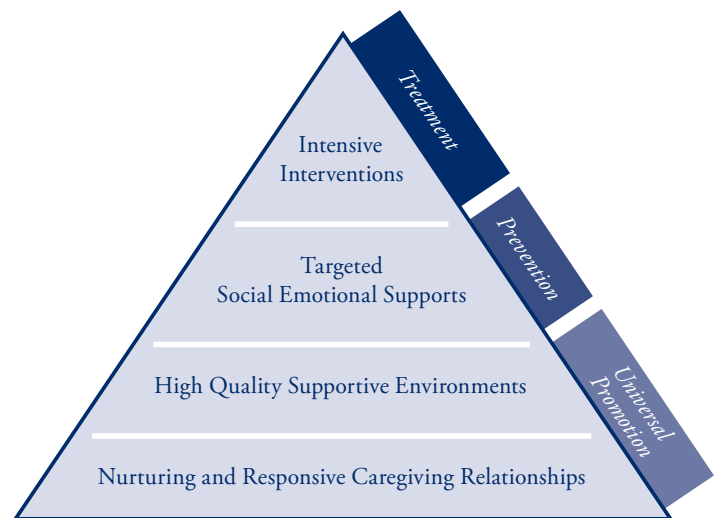 Treatment
Intensive
Interventions
Prevention
Targeted
Social Emotional Supports
Universal
Promotion
High Quality Supportive Environments
Nurturing and Responsive Caregiving Relationships